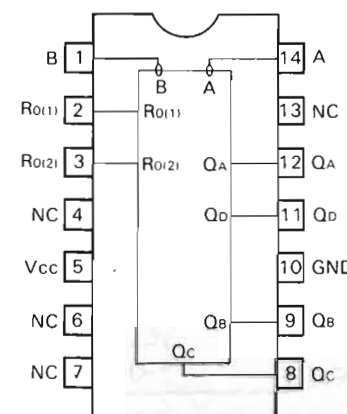 B 1 14 A
B A
R0(1) 2 R0(1) 13 NC
R0(2) 3 R0(2) QA 12 QA
NC 4 QD 11 QD
Vcc 5 10 GND
NC 6 QB 9 QB
QC
NC 7 8 QC